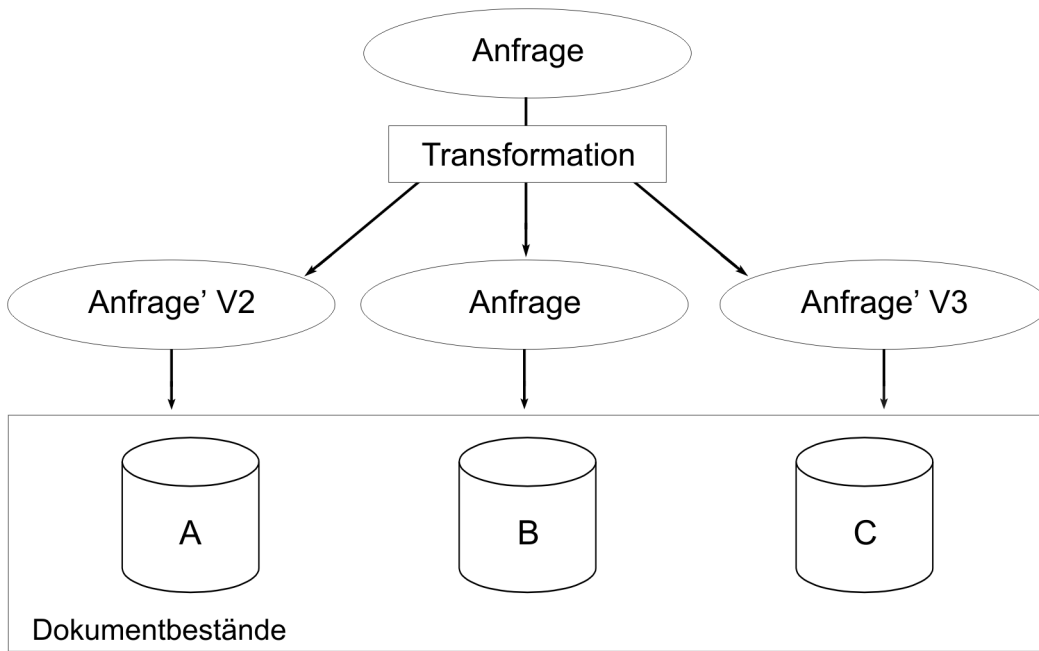 Anfrage
Transformation
Anfrage’ V2
Anfrage
Anfrage’ V3
A
B
C
Dokumentbestände